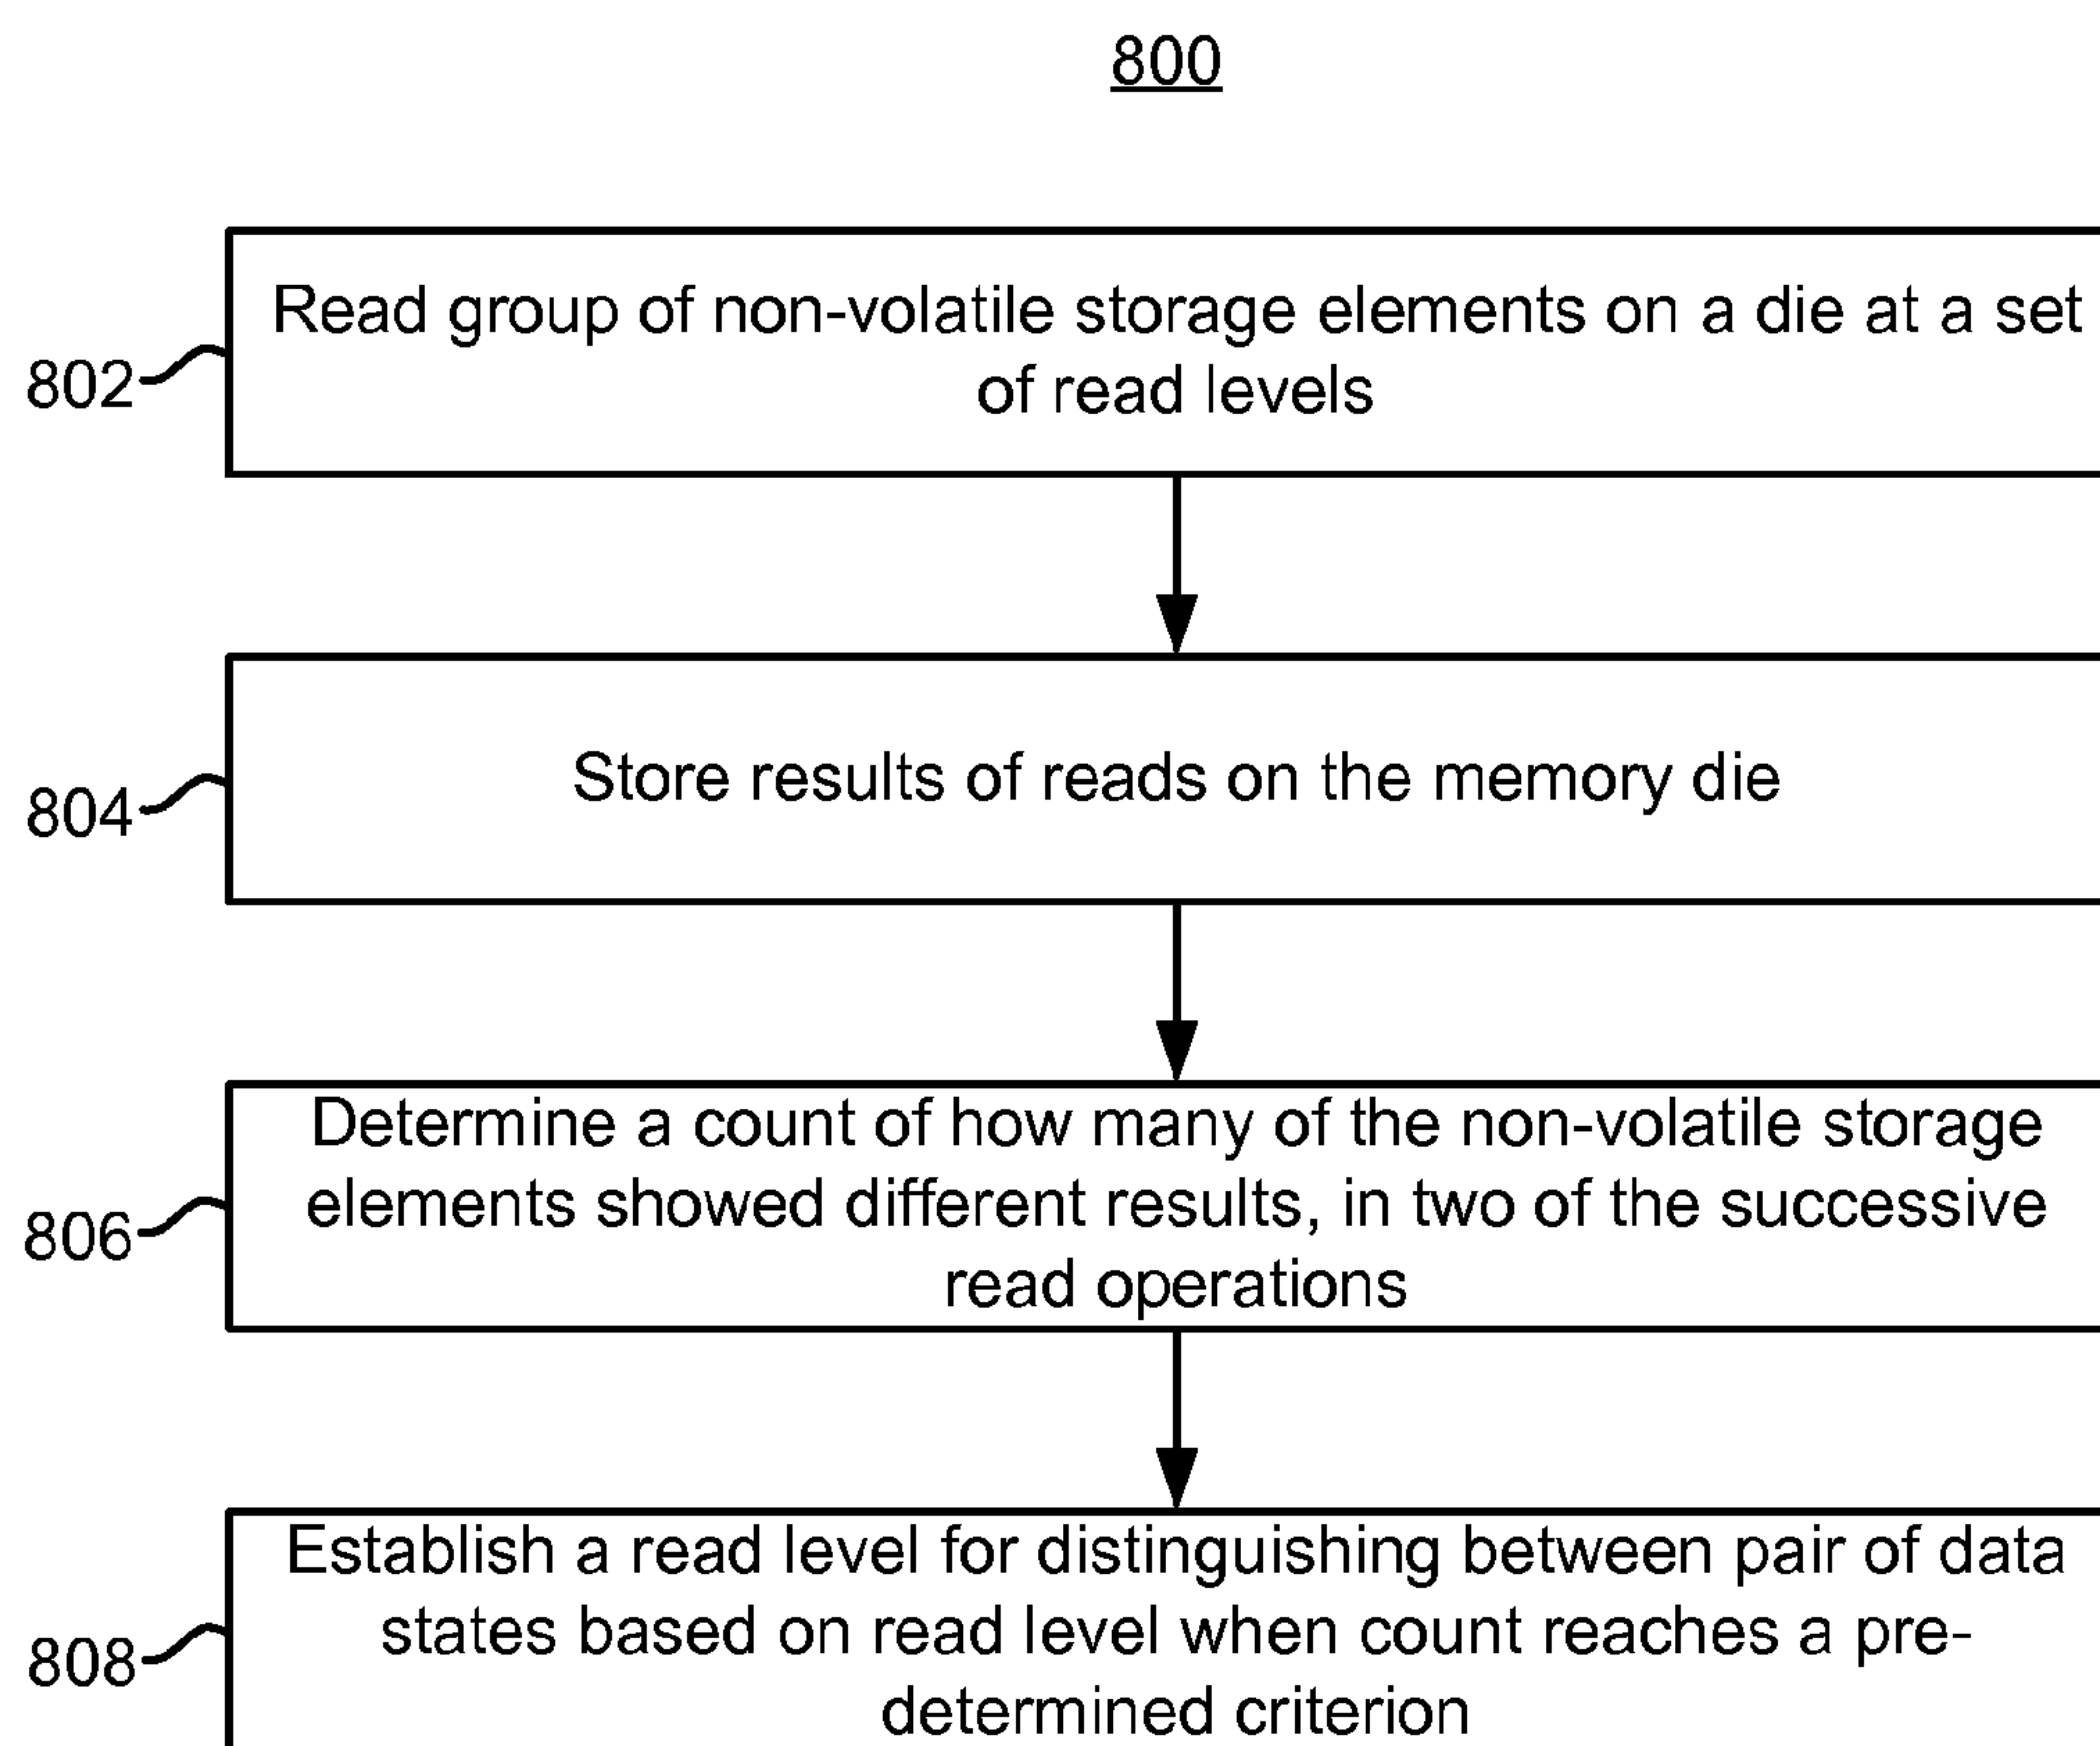 800
Read group of non-volatile storage elements on a die at a set
of read levels
802
Store results of reads on the memory die
804
Determine a count of how many of the non-volatile storage
elements showed different results, in two of the successive
read operations
806
Establish a read level for distinguishing between pair of data
states based on read level when count reaches a pre-
determined criterion
808